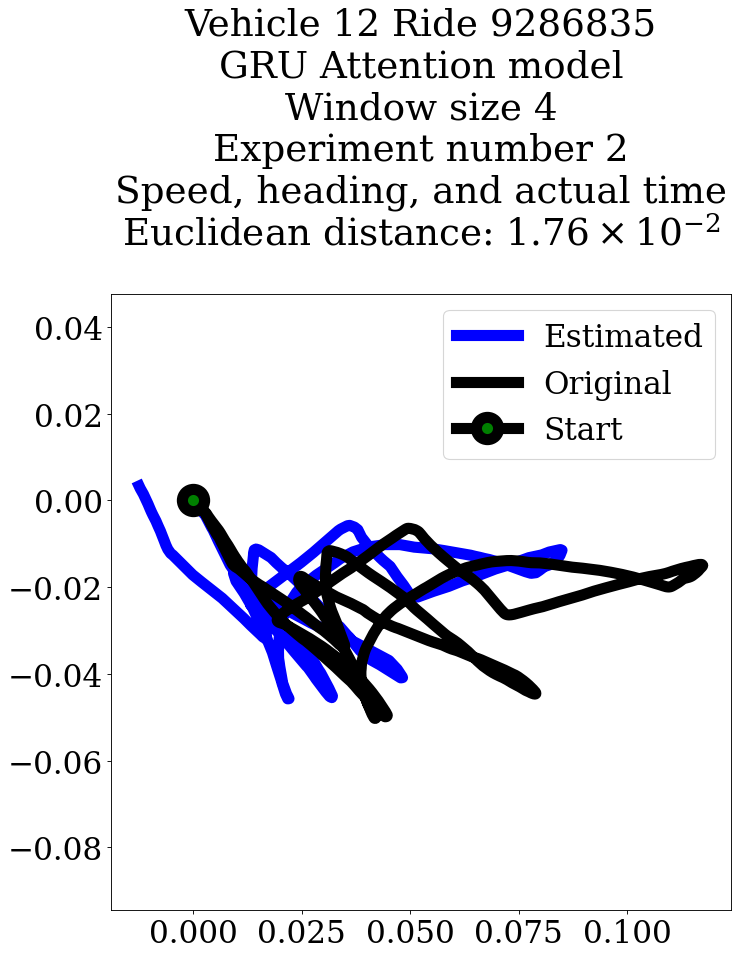 Vehicle 12 Ride 9286835
GRU Attention model
Window size 4
Experiment number 2
Speed, heading, and actual time
Euclidean distance: 1.76 × 10⁻²
Estimated
Original
Start
0.04
0.02
0.00
−0.02
−0.04
−0.06
−0.08
0.000 0.025 0.050 0.075 0.100